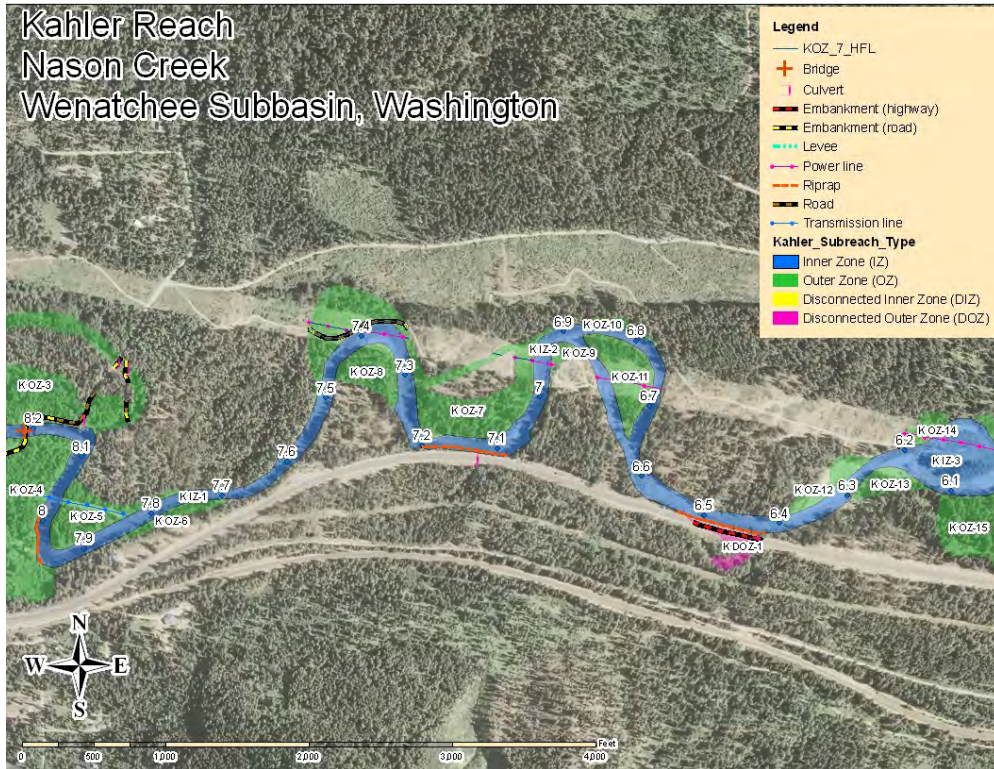 Kahler Reach
Nason Creek
Wenatchee Subbasin, Washington
Legend
KOZ_7_HFL
Bridge
Culvert
Embankment (highway)
Embankment (road)
Levee
Power line
Riprap
Road
Transmission line
Kahler_Subreach_Type
Inner Zone (IZ)
Outer Zone (OZ)
Disconnected Inner Zone (DIZ)
Disconnected Outer Zone (DOZ)
6.9
KOZ-10
6.8
7.4
KIZ-2
KOZ-9
7.3
KOZ-8
KOZ-11
KOZ-3
7.5
7
6.7
8.2
KOZ-7
KOZ-14
8.1
7.2
7.1
6.2
7.6
KIZ-3
KOZ-4
6.6
6.3
KOZ-13
6.1
KIZ-1
7.7
KOZ-12
8
KOZ-5
7.8
KOZ-6
6.5
6.4
KOZ-15
7.9
KDOZ-1
N
W
E
S
Feet
0
500
1,000
2,000
3,000
4,000